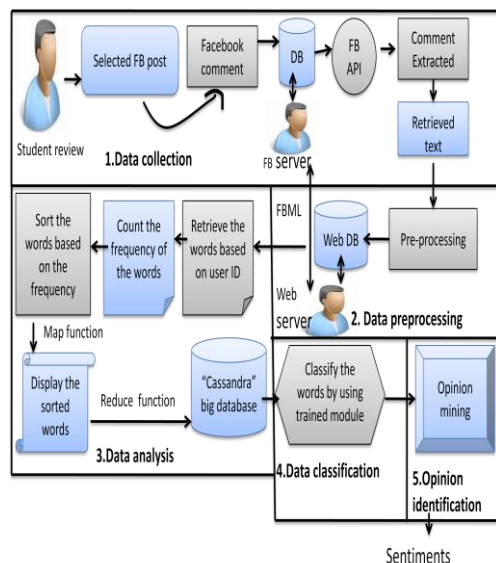 Student review
Selected FB post
Facebook
comment
DB
FB
API
Comment
Extracted
1.Data collection
FB server
Retrieved
text
Sort the
words based
on the
frequency
Count the
frequency of
the words
Retrieve the
words based
on user ID
FBML
Web DB
Pre-processing
Web
server
2. Data preprocessing
Map function
Display the
sorted
words
Reduce function
"Cassandra"
big database
3.Data analysis
Classify the
words by using
trained module
4.Data classification
Opinion
mining
5.Opinion
identification
Sentiments